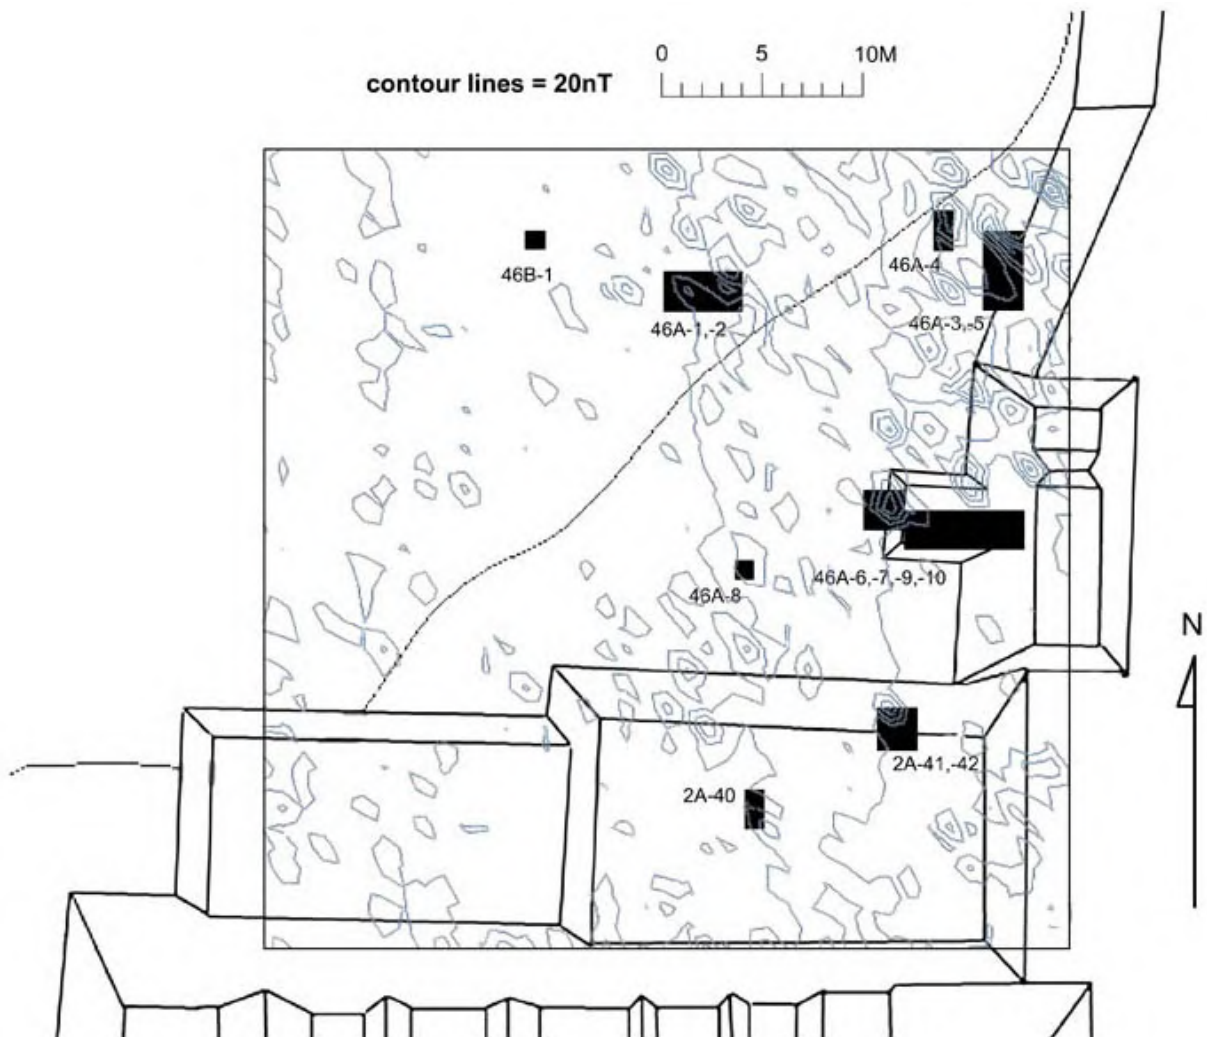 0 5 10M
contour lines = 20nT
46B-1
46A-4
46A-1,-2
46A-3,-5
46A-8
46A-6,-7,-9,-10
N
2A-41,-42
2A-40